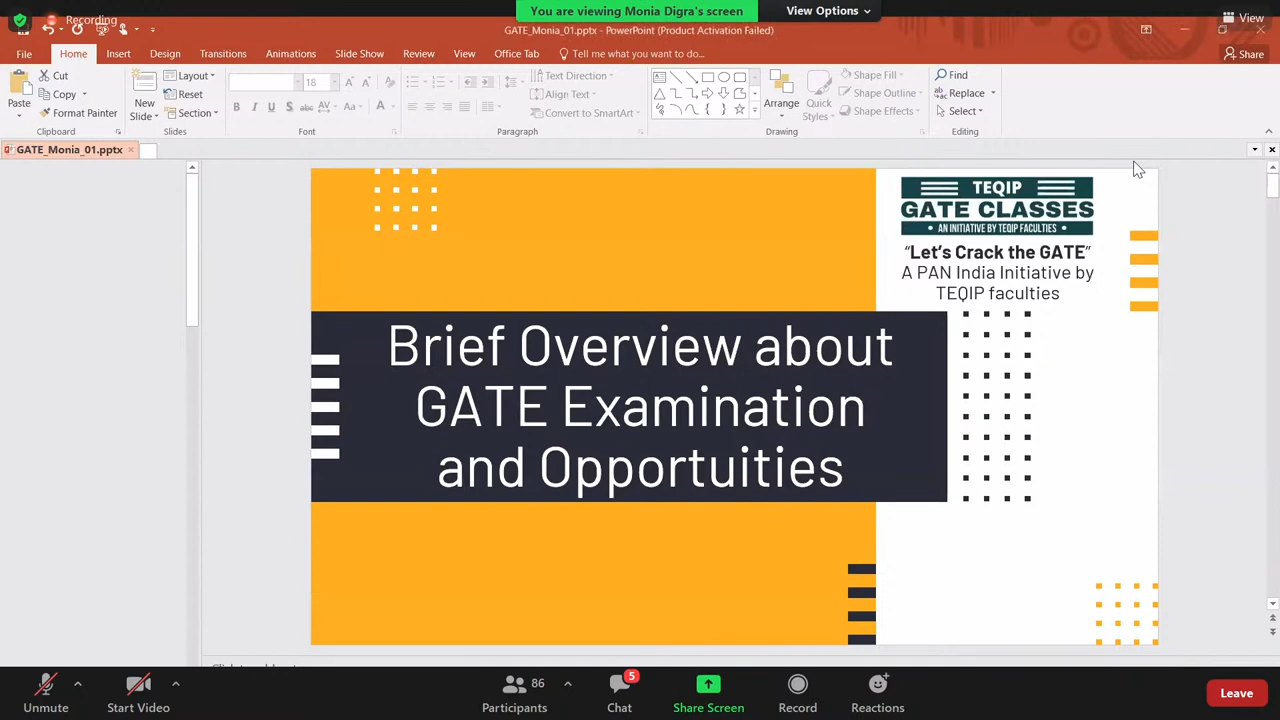 You are viewing Monia Digra's screen
View Options
Recording
View
GATE_Monia_01.pptx - PowerPoint (Product Activation Failed)
File
Home
Insert
Design
Transitions
Animations
Slide Show
Review
View
Office Tab
Tell me what you want to do...
Share
Paste
Cut
Copy
Format Painter
Clipboard
New
Slide
Layout
Reset
Section
Slides
18
B I U S abc AV Aa A
Font
Text Direction
Align Text
Convert to SmartArt
Paragraph
Arrange
Quick
Styles
Shape Fill
Shape Outline
Shape Effects
Drawing
Find
Replace
Select
Editing
GATE_Monia_01.pptx
TEQIP
GATE CLASSES
• AN INITIATIVE BY TEQIP FACULTIES •
“Let’s Crack the GATE”
A PAN India Initiative by
TEQIP faculties
Brief Overview about
GATE Examination
and Opportuities
Unmute
Start Video
86
Participants
5
Chat
Share Screen
Record
Reactions
Leave